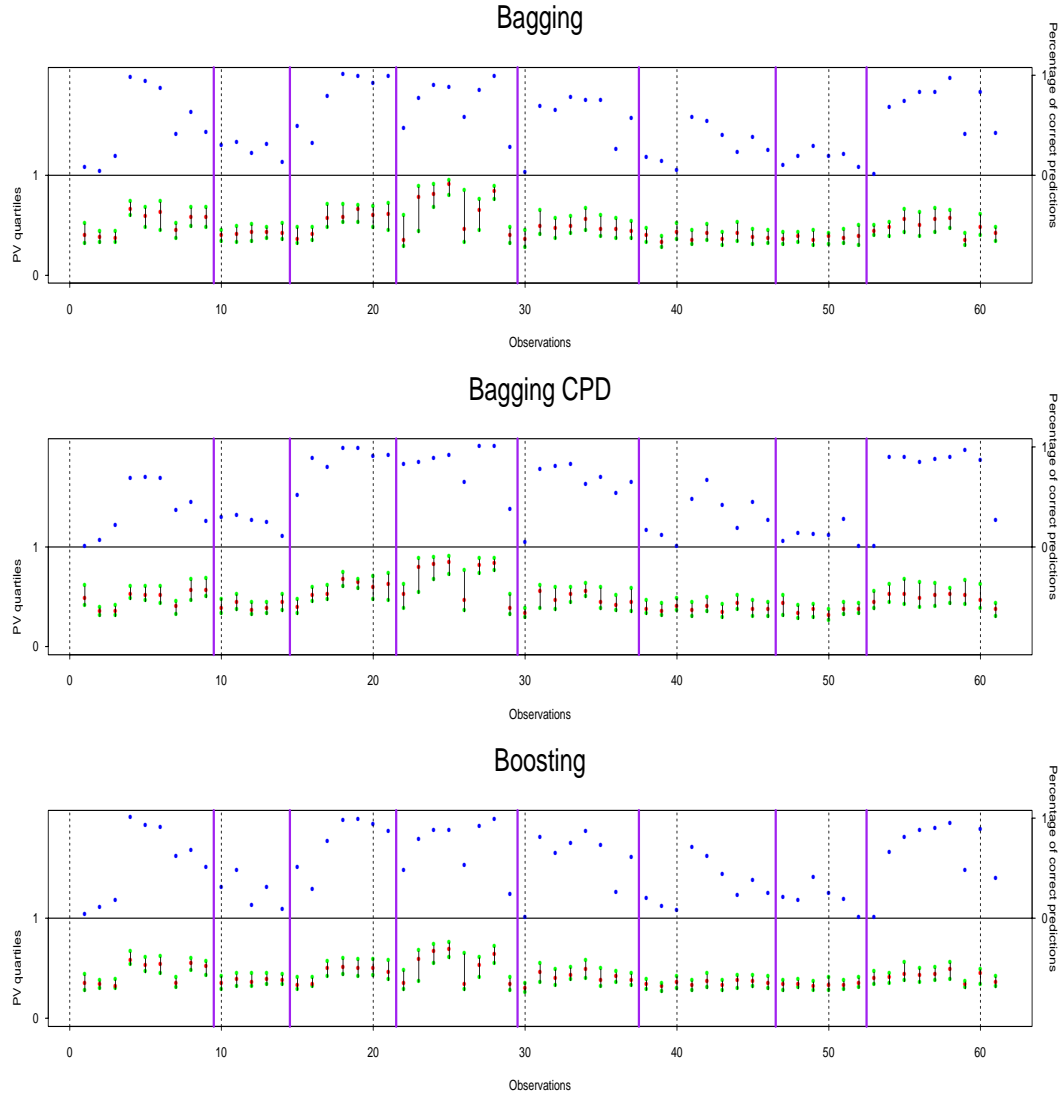 Bagging
PV quartiles
Percentage of correct predictions
1
0
1
0
0 10 20 30 40 50 60
Observations
Bagging CPD
PV quartiles
Percentage of correct predictions
1
0
1
0
0 10 20 30 40 50 60
Observations
Boosting
PV quartiles
Percentage of correct predictions
1
0
1
0
0 10 20 30 40 50 60
Observations